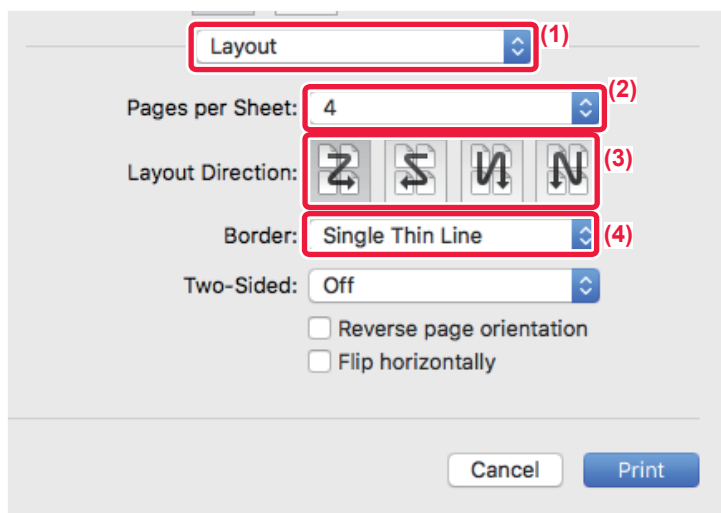 Layout (1)
Pages per Sheet: 4 (2)
Layout Direction: (3)
Border: Single Thin Line (4)
Two-Sided: Off
Reverse page orientation
Flip horizontally
Cancel Print